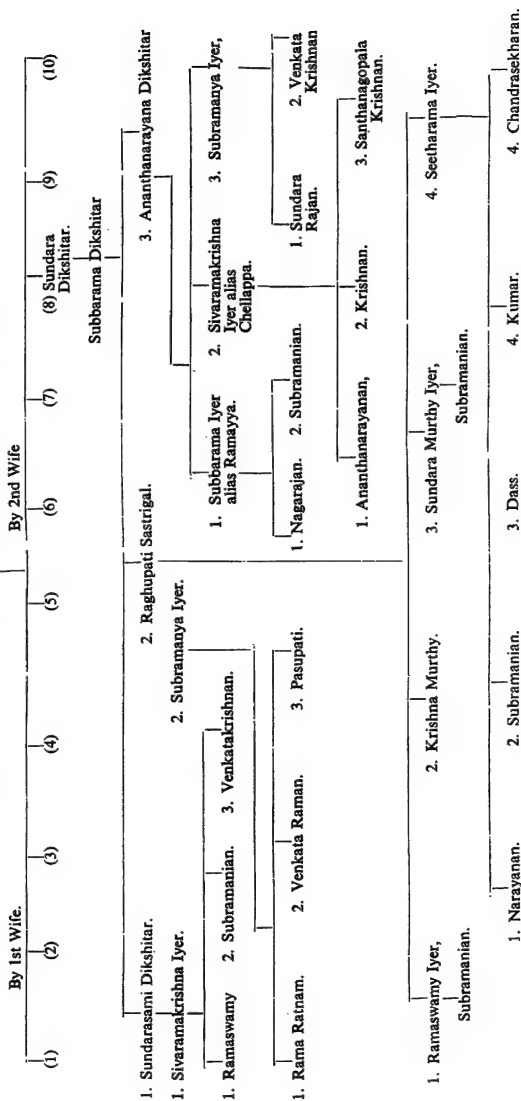 By 1st Wife. By 2nd Wife
(1) (2) (3) (4) (5) (6) (7) (8) Sundara Dikshitar. (9) (10)
Subbarama Dikshitar
1. Sundarasami Dikshitar. 2. Raghupati Sastrigal. 3. Ananthanarayana Dikshitar
1. Sivaramakrishna Iyer. 2. Subramanya Iyer.
1. Subbarama Iyer alias Ramayya. 2. Sivaramakrishna Iyer alias Chellappa. 3. Subramanya Iyer,
1. Ramaswamy 2. Subramanian. 3. Venkatakrishnan.
1. Nagarajan. 2. Subramanian. 1. Sundara Rajan. 2. Venkata Krishnan
1. Rama Ratnam. 2. Venkata Raman. 3. Pasupati.
1. Ananthanarayanan, 2. Krishnan. 3. Santhanagopala Krishnan.
1. Ramaswamy Iyer, 2. Krishna Murthy. 3. Sundara Murthy Iyer, 4. Seetharama Iyer.
Subramanian. Subramanian.
1. Narayanan. 2. Subramanian. 3. Dass. 4. Kumar. 4. Chandrasekharan.